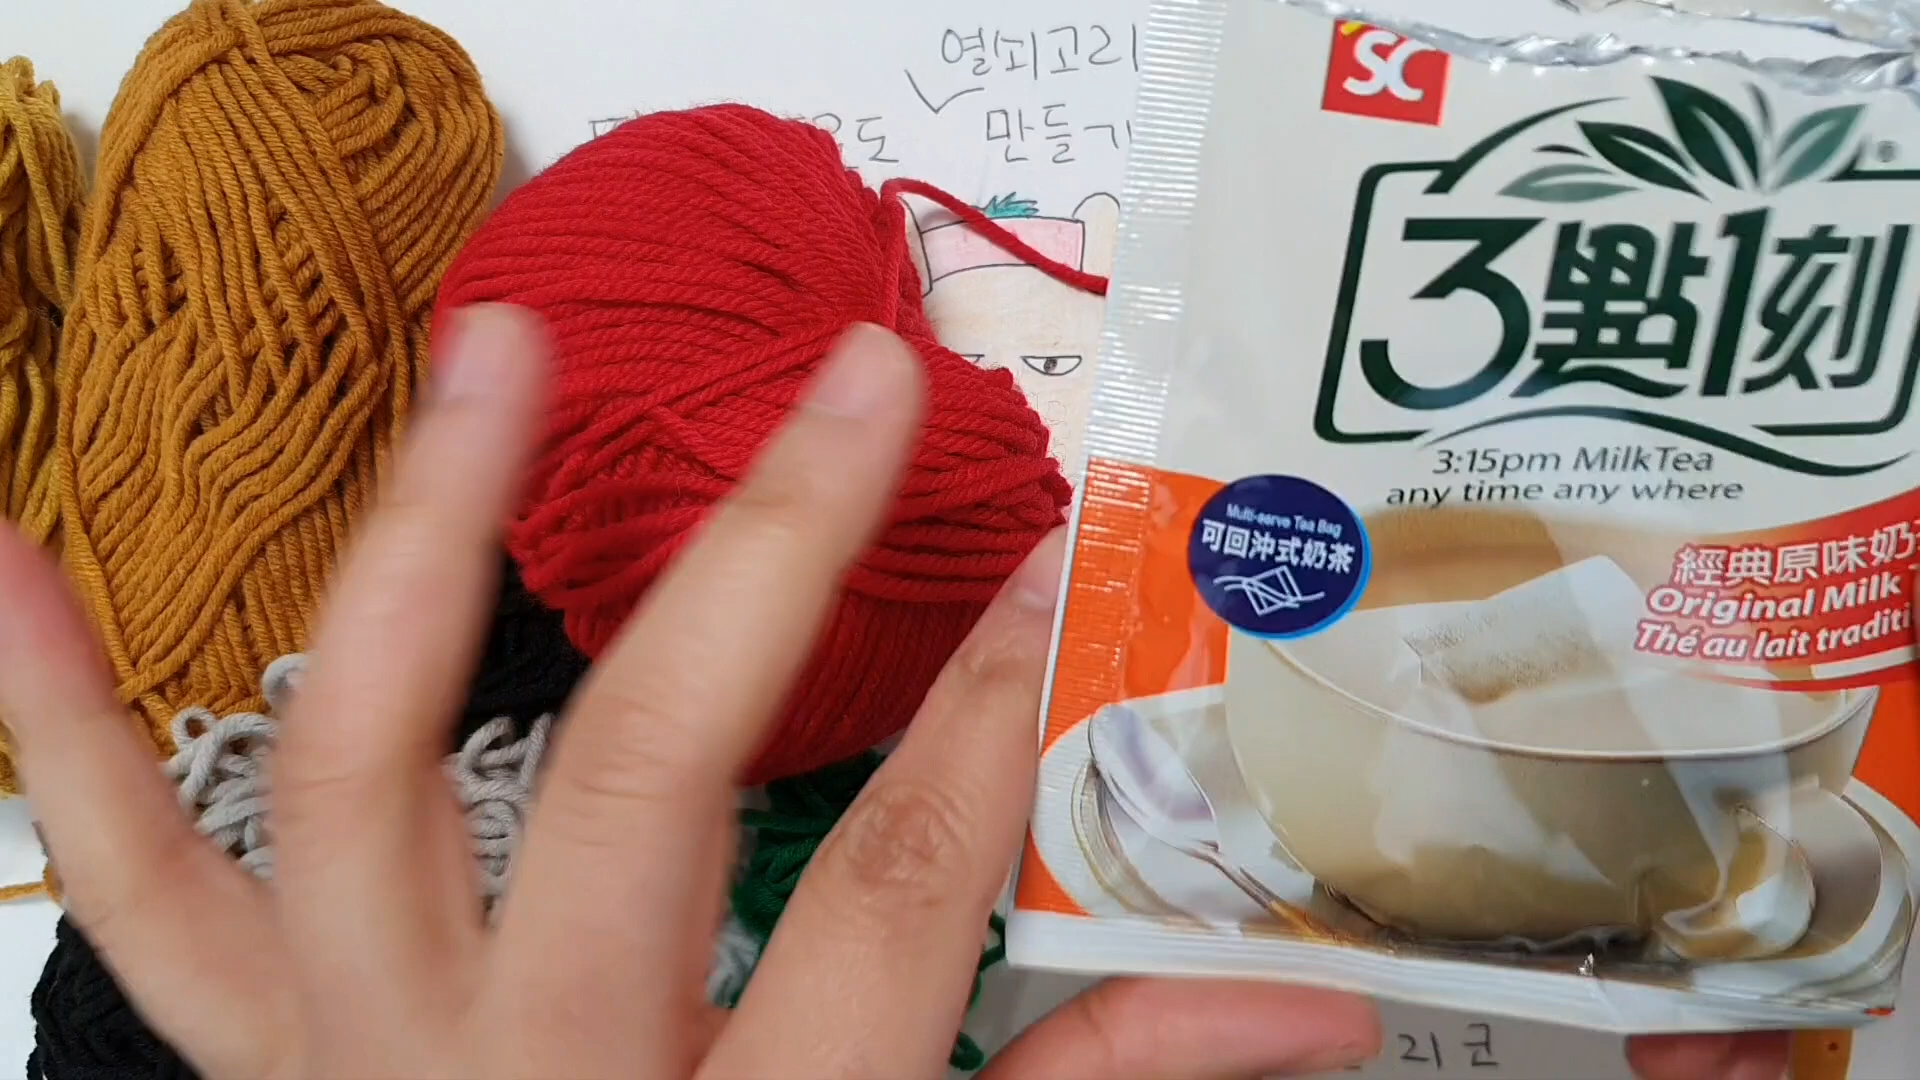 열쇠고리
만들기
SC
3點1刻
®
3:15pm MilkTea
any time any where
Multi-serve Tea Bag
可回沖式奶茶
經典原味奶
Original Milk
Thé au lait traditi
리코